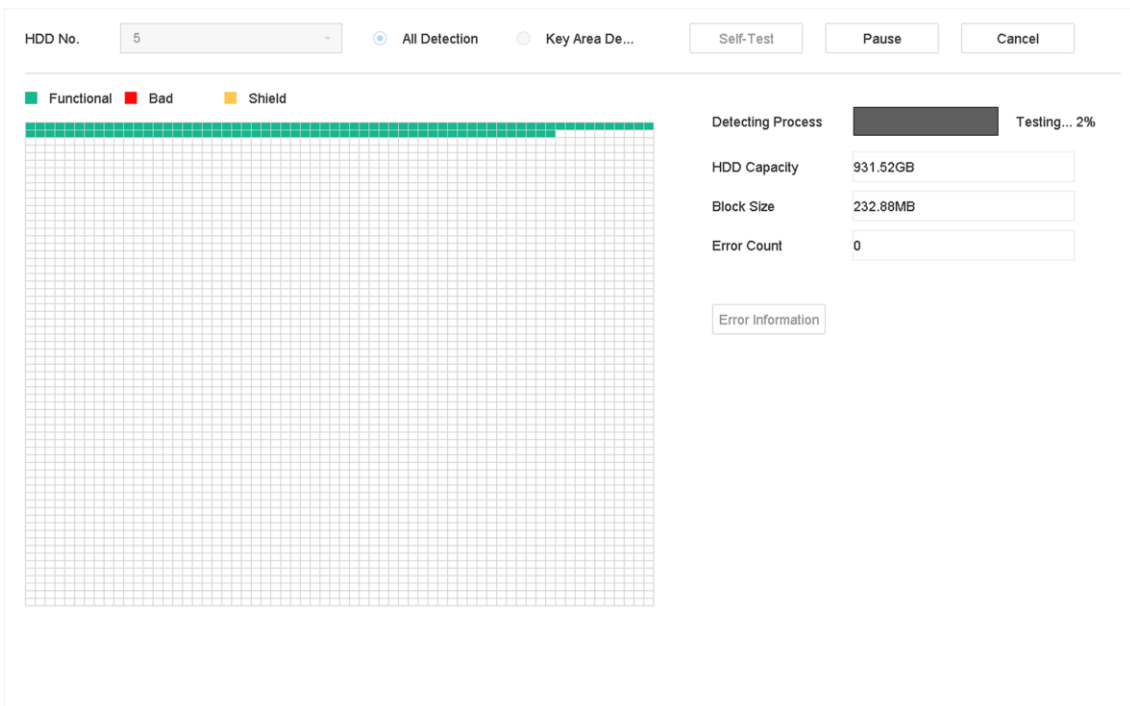 HDD No. 5 All Detection Key Area De... Self-Test Pause Cancel
Functional Bad Shield
Detecting Process Testing... 2%
HDD Capacity 931.52GB
Block Size 232.88MB
Error Count 0
Error Information